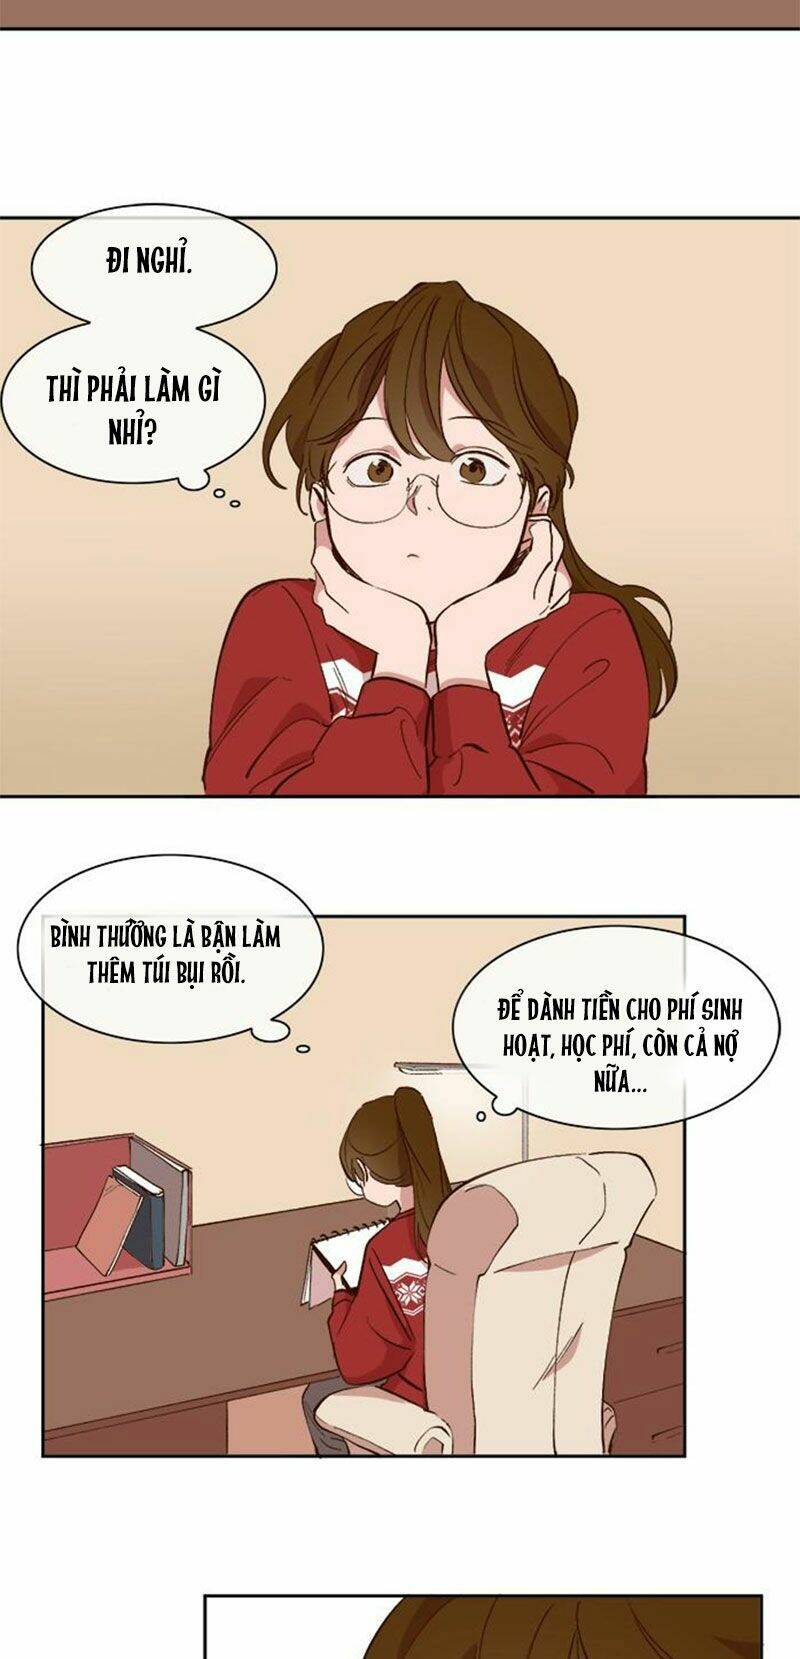 ĐI NGHỈ.
THÌ PHẢI LÀM GÌ
NHỈ?
BÌNH THƯỜNG LÀ BẬN LÀM
THÊM TÚI BỤI RỒI.
ĐỂ DÀNH TIỀN CHO PHÍ SINH
HOẠT, HỌC PHÍ, CÒN CẢ NỢ
NỮA...